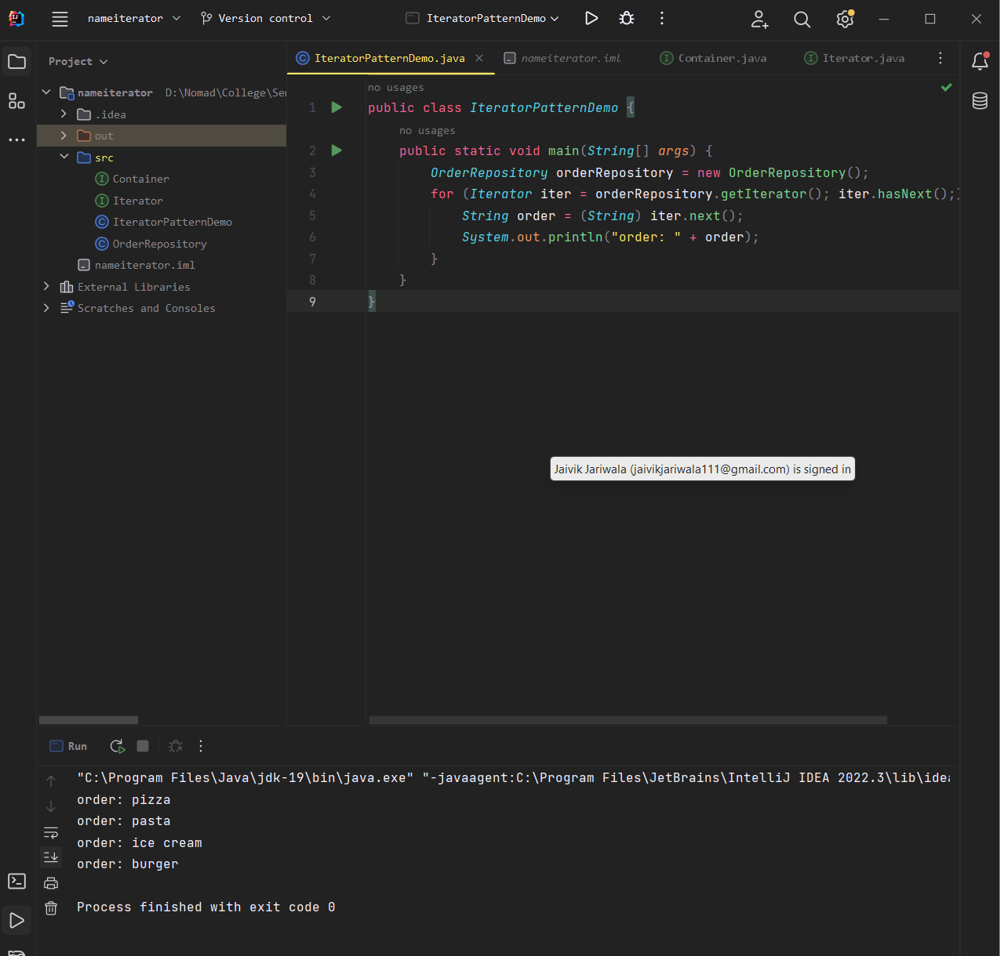 nameiterator
Version control
IteratorPatternDemo
Project
IteratorPatternDemo.java
nameiterator.iml
Container.java
Iterator.java
nameiterator D:\Nomad\College\Se
.idea
out
src
Container
Iterator
IteratorPatternDemo
OrderRepository
nameiterator.iml
External Libraries
Scratches and Consoles
no usages
1 public class IteratorPatternDemo {
no usages
2 public static void main(String[] args) {
3 OrderRepository orderRepository = new OrderRepository();
4 for (Iterator iter = orderRepository.getIterator(); iter.hasNext();)
5 String order = (String) iter.next();
6 System.out.println("order: " + order);
7 }
8 }
9 }
Jaivik Jariwala (jaivikjariwala111@gmail.com) is signed in
Run
"C:\Program Files\Java\jdk-19\bin\java.exe" "-javaagent:C:\Program Files\JetBrains\IntelliJ IDEA 2022.3\lib\idea
order: pizza
order: pasta
order: ice cream
order: burger
Process finished with exit code 0